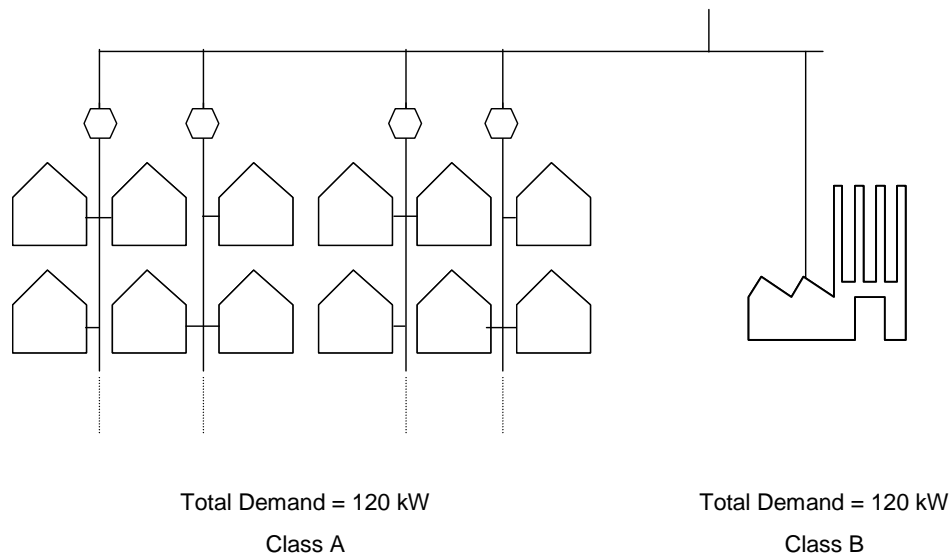 Total Demand = 120 kW
Total Demand = 120 kW
Class A
Class B